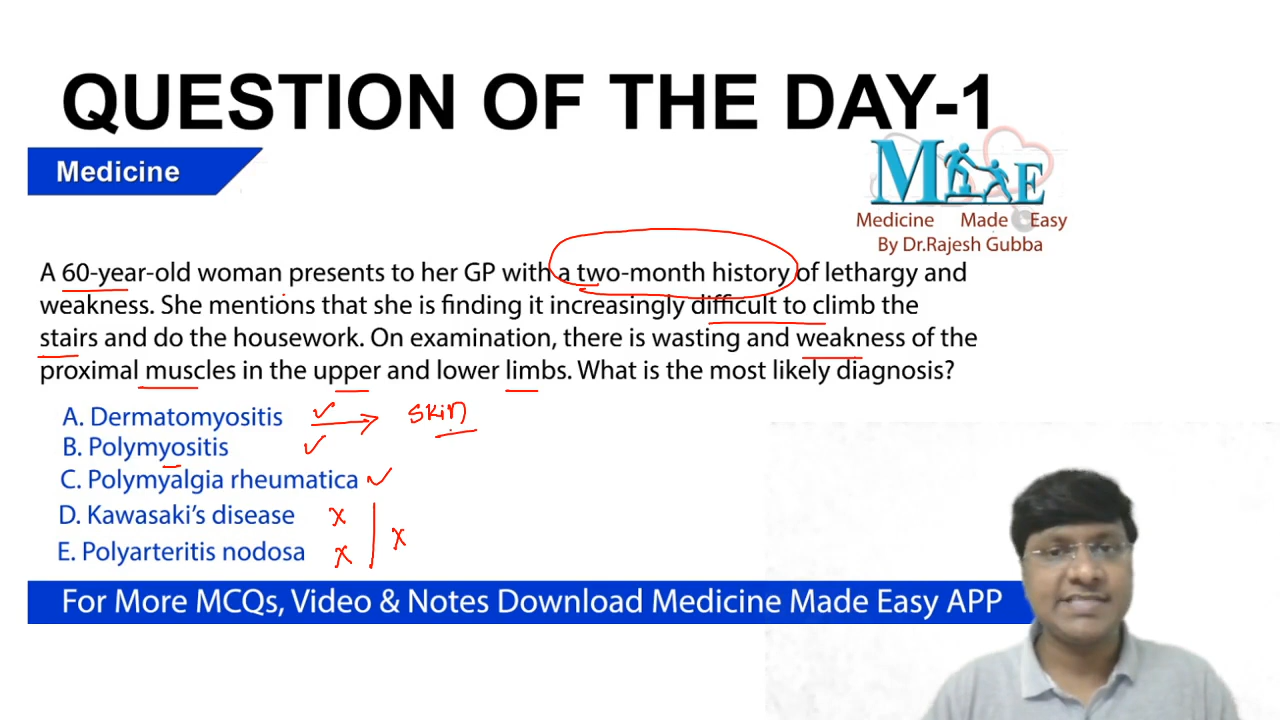 QUESTION OF THE DAY-1
Medicine
M E
Medicine Made Easy
By Dr.Rajesh Gubba
A 60-year-old woman presents to her GP with a two-month history of lethargy and
weakness. She mentions that she is finding it increasingly difficult to climb the
stairs and do the housework. On examination, there is wasting and weakness of the
proximal muscles in the upper and lower limbs. What is the most likely diagnosis?
A. Dermatomyositis ✓ → skin
B. Polymyositis ✓
C. Polymyalgia rheumatica ✓
D. Kawasaki's disease x
E. Polyarteritis nodosa x x
For More MCQs, Video & Notes Download Medicine Made Easy APP